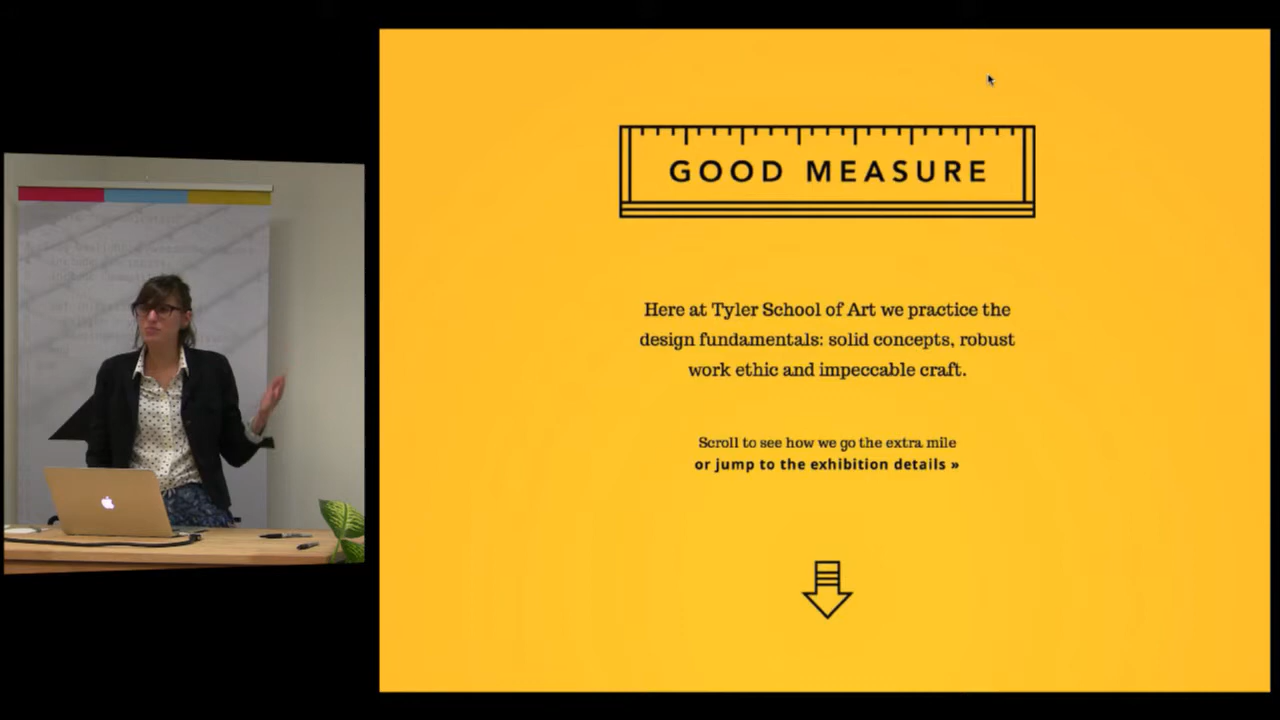 GOOD MEASURE
Here at Tyler School of Art we practice the
design fundamentals: solid concepts, robust
work ethic and impeccable craft.
Scroll to see how we go the extra mile
or jump to the exhibition details »